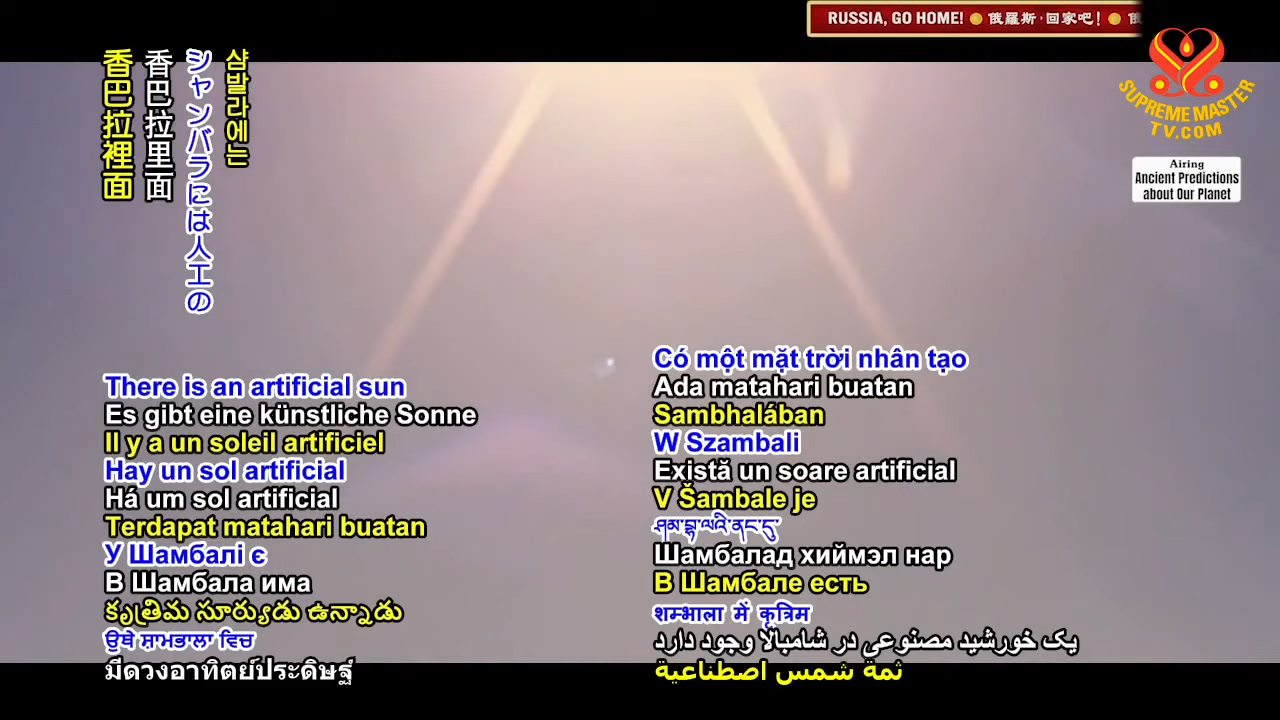 RUSSIA, GO HOME! 俄羅斯·回家吧! 俄
SUPREME MASTER
TV.COM
Airing
Ancient Predictions
about Our Planet
샴발라에는
シャンバラには人工の
香巴拉里面
香巴拉裡面
There is an artificial sun
Es gibt eine künstliche Sonne
Il y a un soleil artificiel
Hay un sol artificial
Há um sol artificial
Terdapat matahari buatan
У Шамбалі є
В Шамбала има
కృత్రిమ సూర్యుడు ఉన్నాడు
ਉਥੇ ਸ਼ਾਮਭਾਲਾ ਵਿਚ
มีดวงอาทิตย์ประดิษฐ์
Có một mặt trời nhân tạo
Ada matahari buatan
Sambhalában
W Szambali
Există un soare artificial
V Šambale je
ཤམ་བྷ་ལའི་ནང་དུ་
Шамбалад хиймэл нар
В Шамбале есть
शम्भाला में कृत्रिम
یک خورشید مصنوعی در شامبالا وجود دارد
ثمة شمس اصطناعية